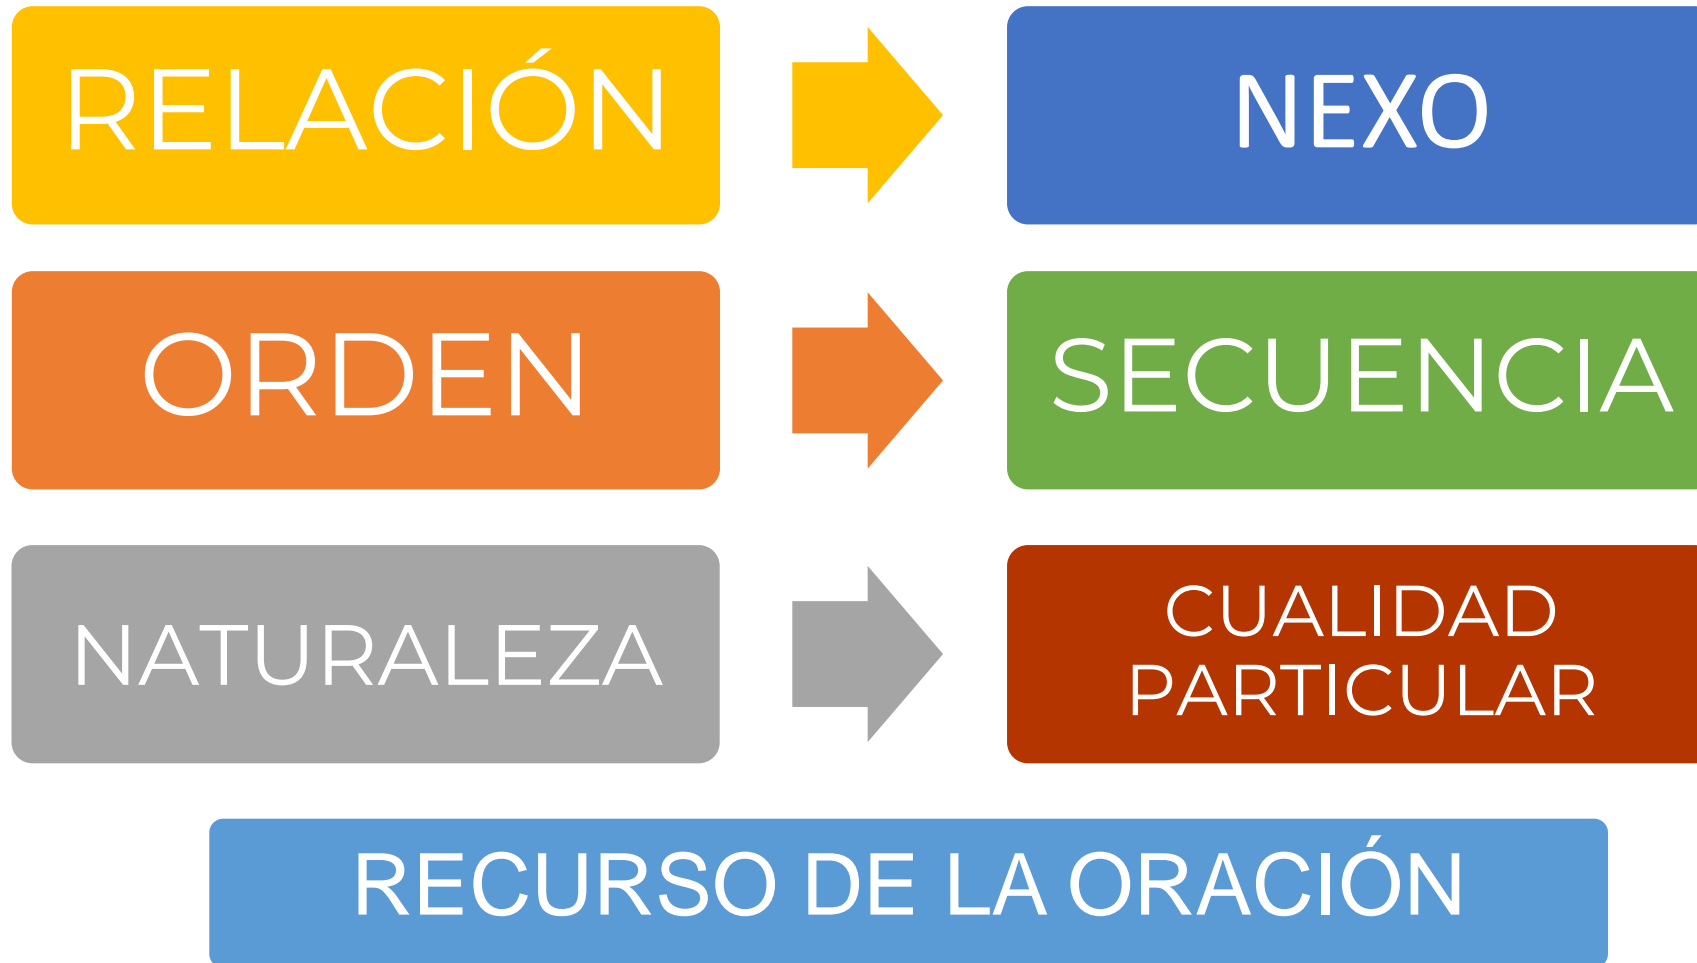 RELACIÓN
NEXO
ORDEN
SECUENCIA
NATURALEZA
CUALIDAD
PARTICULAR
RECURSO DE LA ORACIÓN